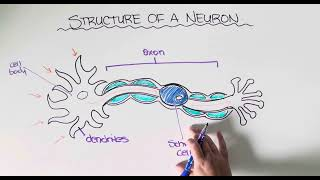 STRUCTURE OF A NEURON
axon
cell
body
dendrites
Cell